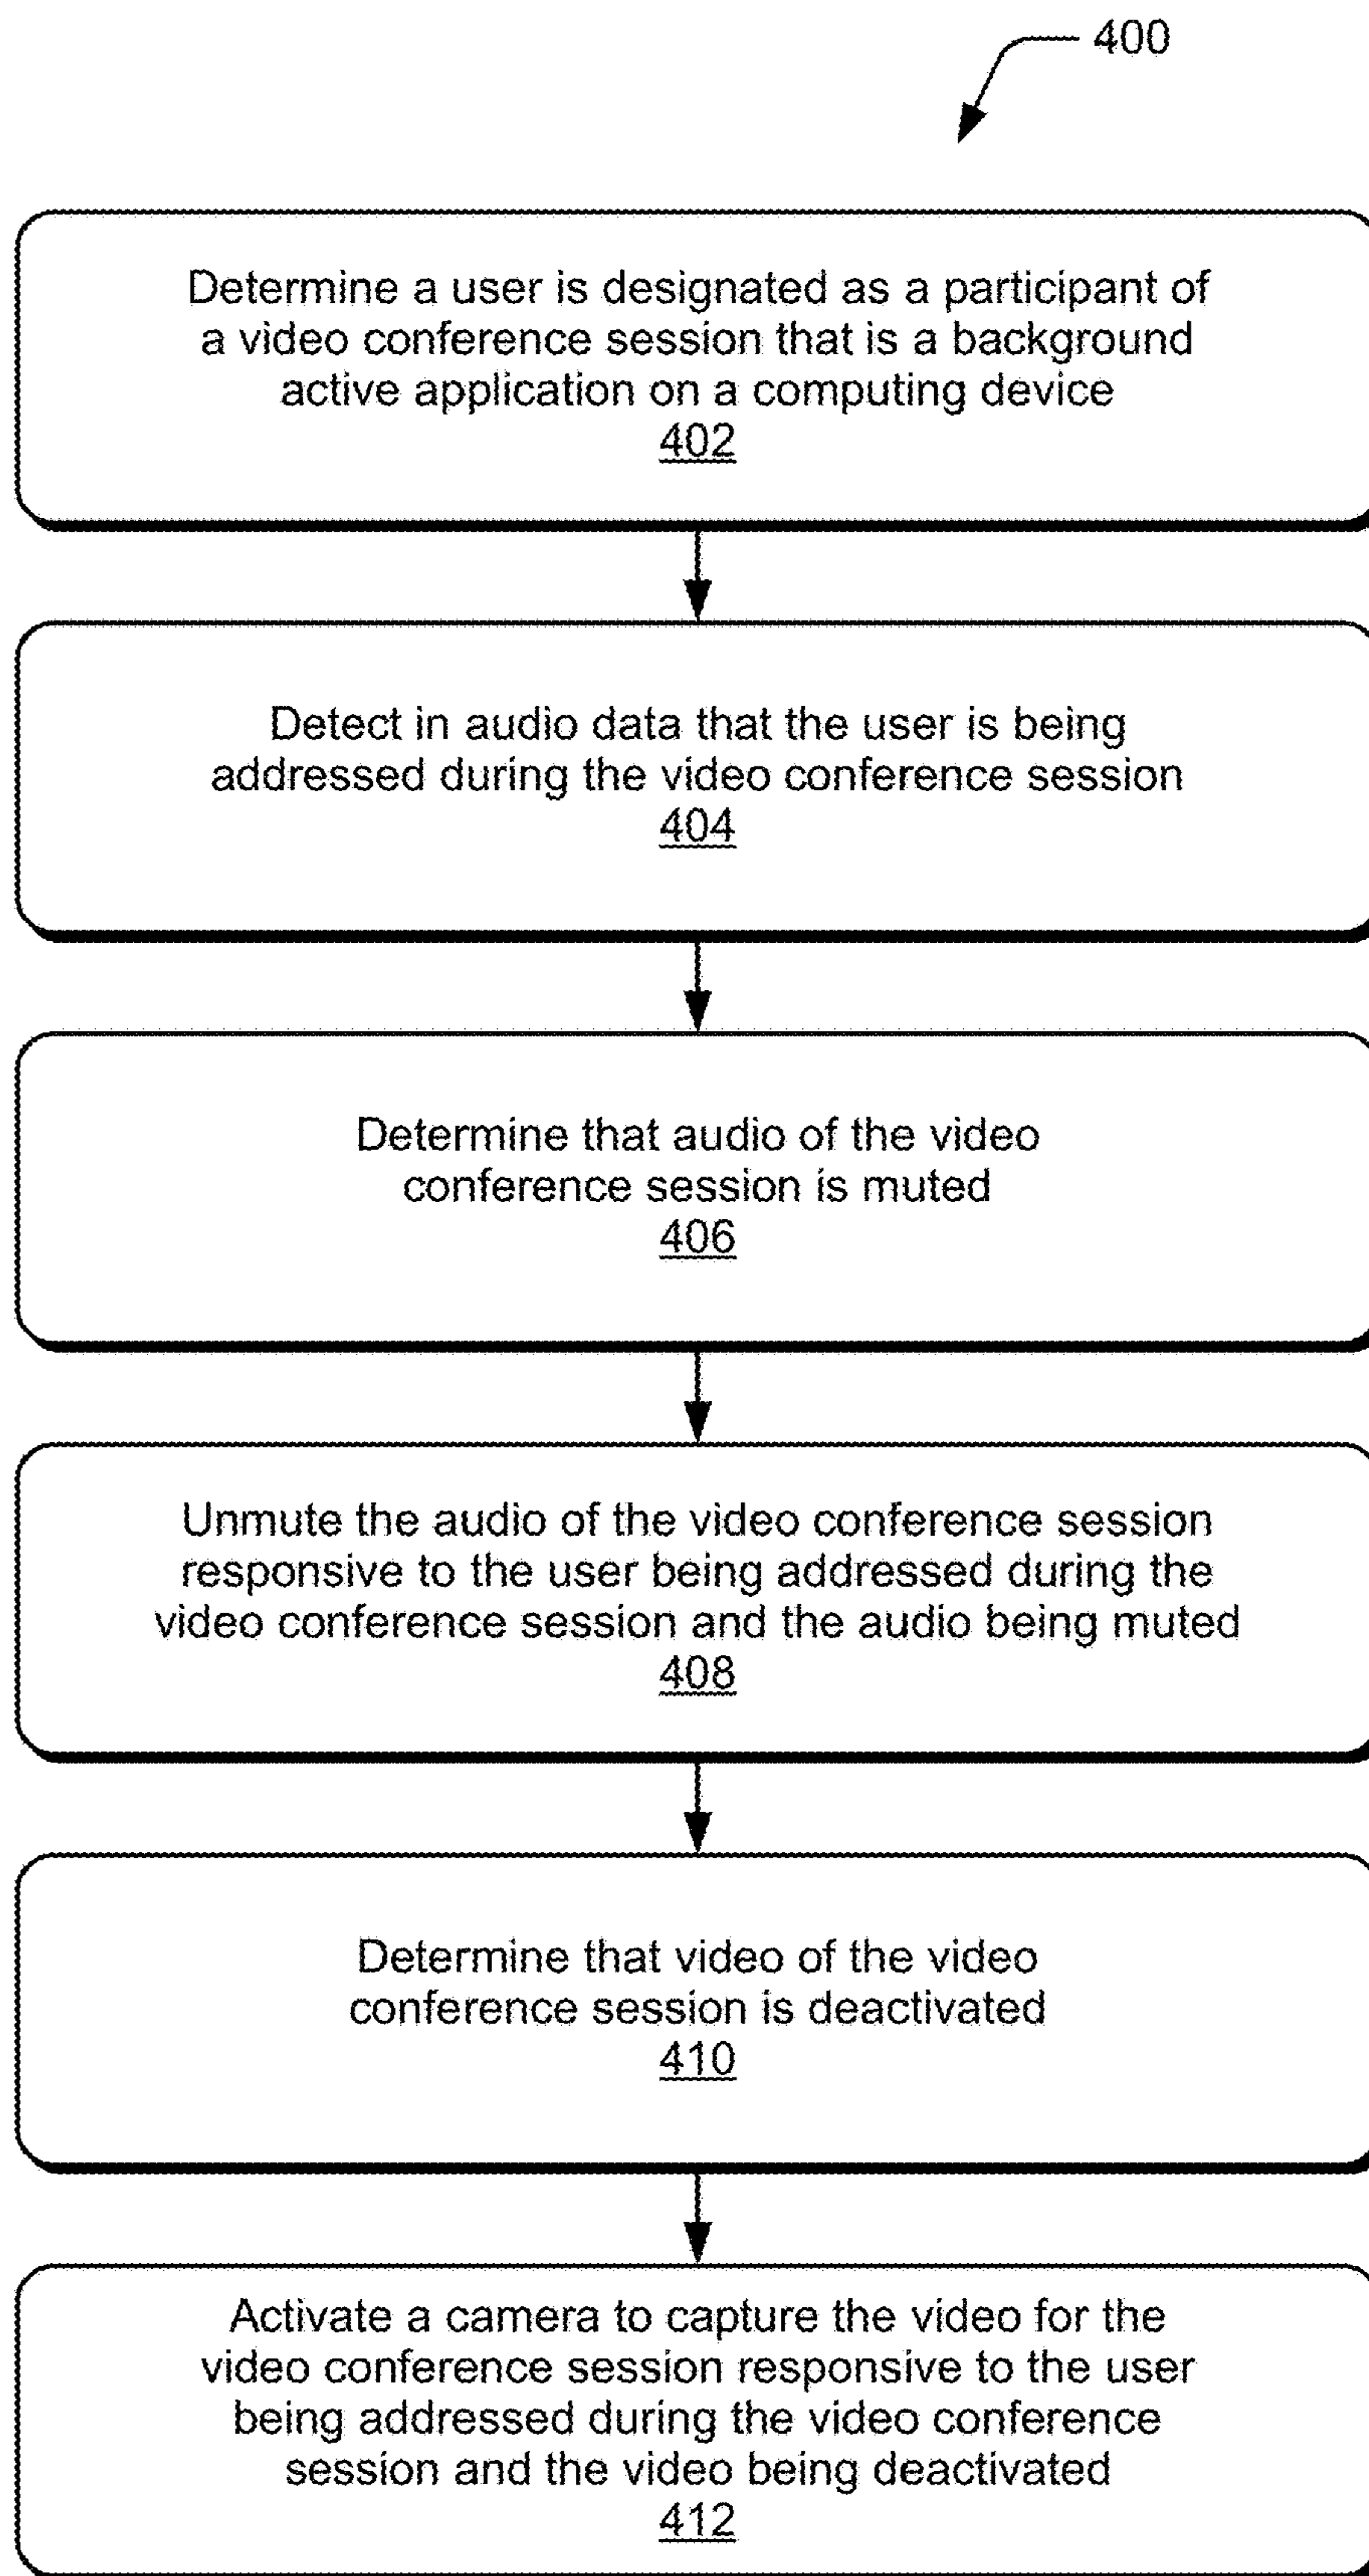 400
Determine a user is designated as a participant of
a video conference session that is a background
active application on a computing device
402
Detect in audio data that the user is being
addressed during the video conference session
404
Determine that audio of the video
conference session is muted
406
Unmute the audio of the video conference session
responsive to the user being addressed during the
video conference session and the audio being muted
408
Determine that video of the video
conference session is deactivated
410
Activate a camera to capture the video for the
video conference session responsive to the user
being addressed during the video conference
session and the video being deactivated
412